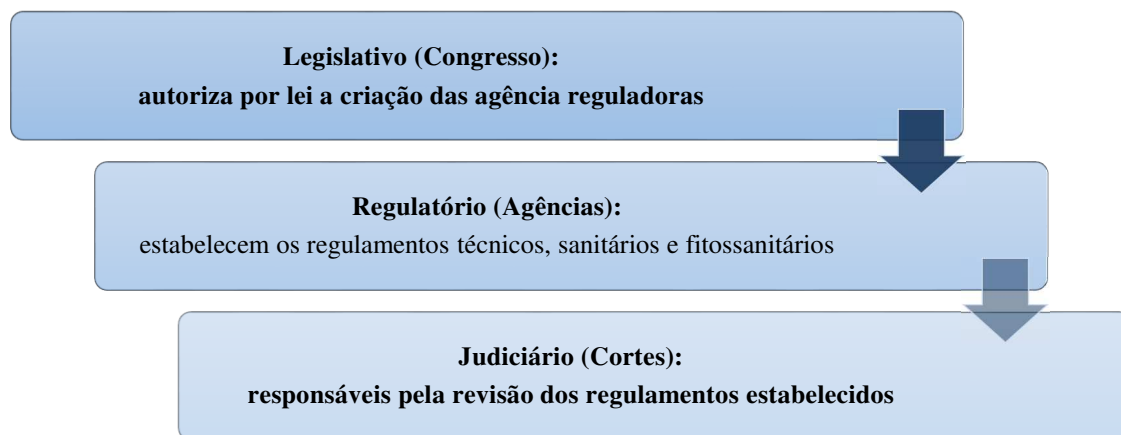 Legislativo (Congresso):
autoriza por lei a criação das agência reguladoras
Regulatório (Agências):
estabelecem os regulamentos técnicos, sanitários e fitossanitários
Judiciário (Cortes):
responsáveis pela revisão dos regulamentos estabelecidos